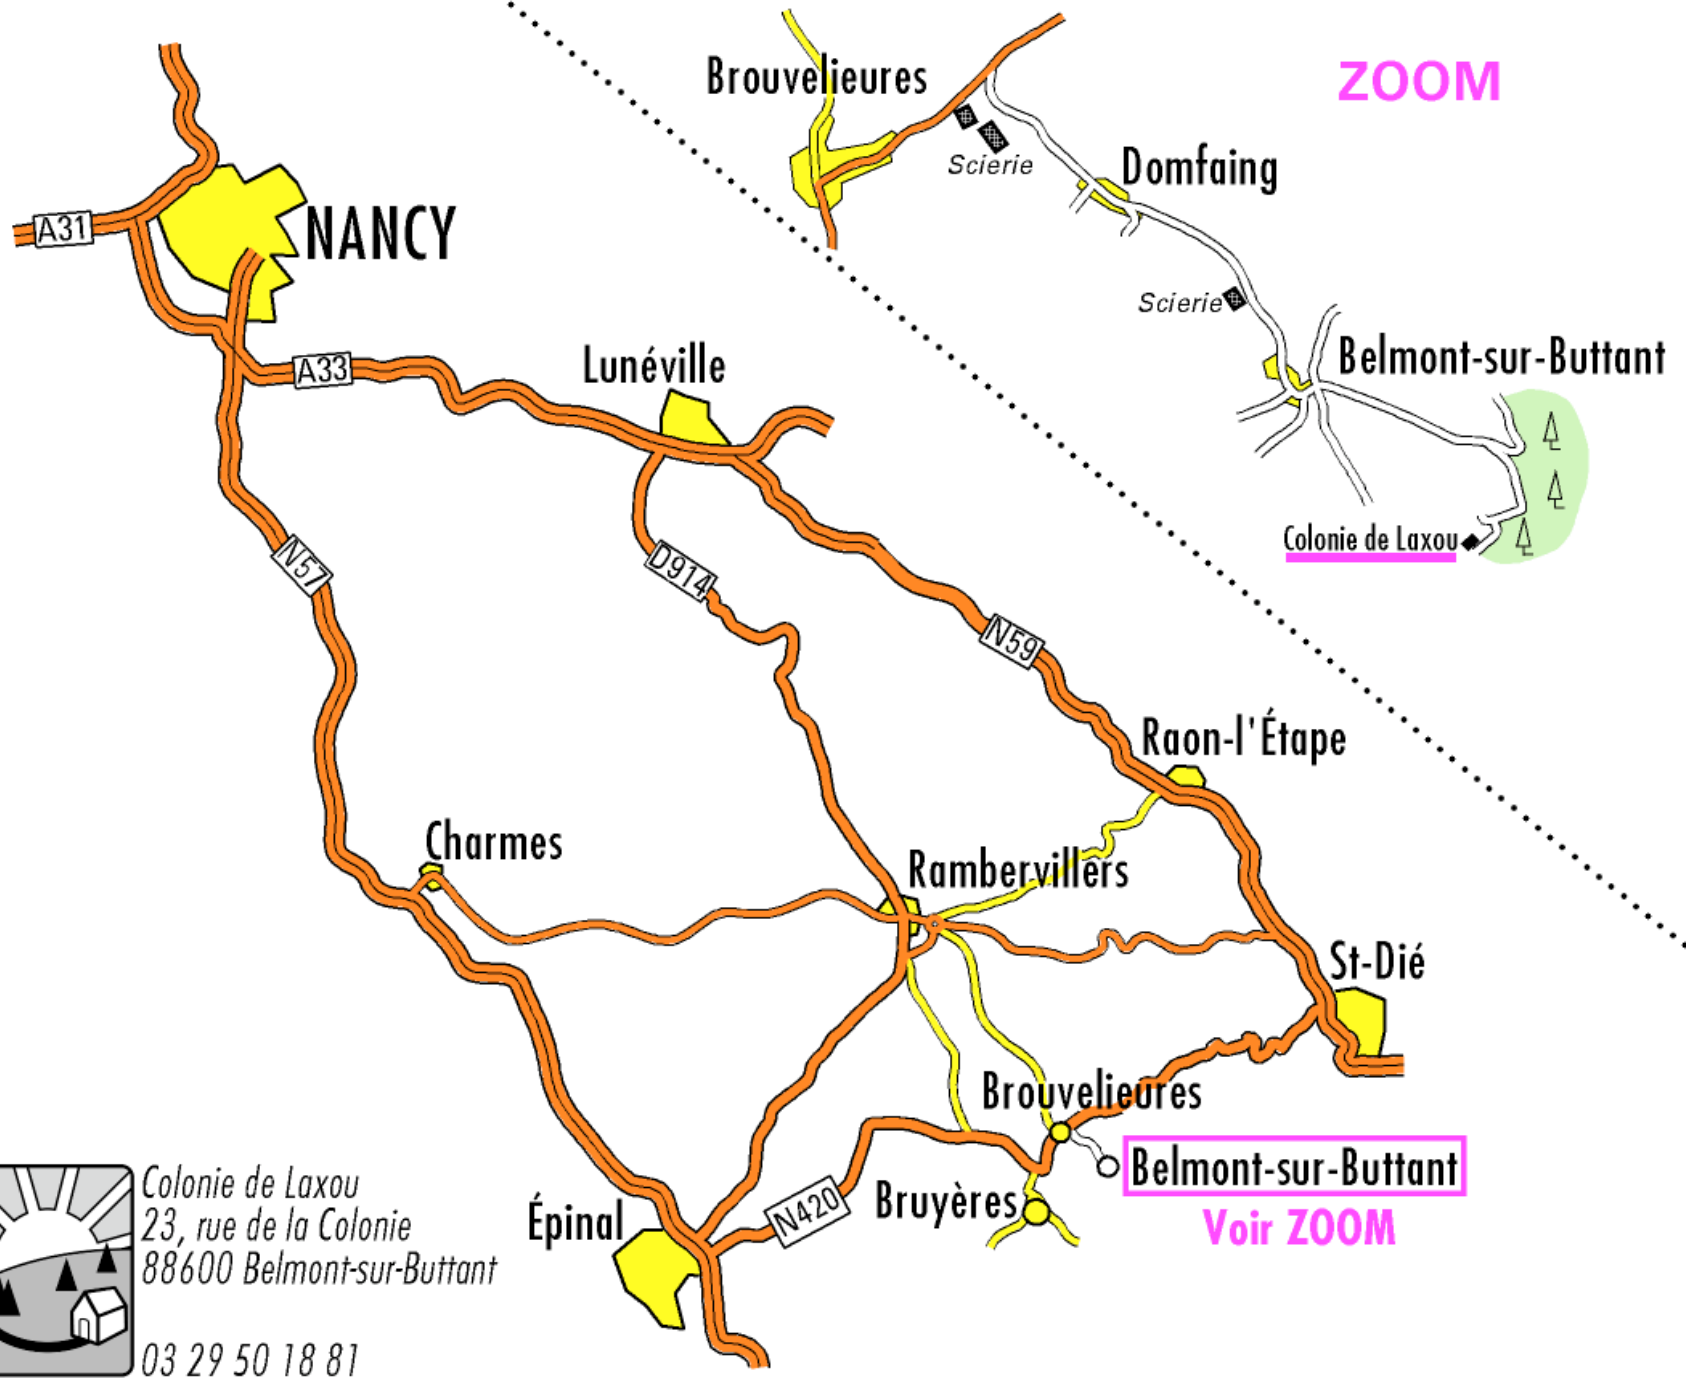 ZOOM
Brouvelieures
Scierie
Domfaing
Scierie
Belmont-sur-Buttant
Colonie de Laxou
A31
NANCY
A33
Lunéville
N57
D914
N59
Raon-l'Étape
Charmes
Rambervillers
St-Dié
Brouvelieures
Belmont-sur-Buttant
Voir ZOOM
Bruyères
N420
Épinal
Colonie de Laxou
23, rue de la Colonie
88600 Belmont-sur-Buttant
03 29 50 18 81